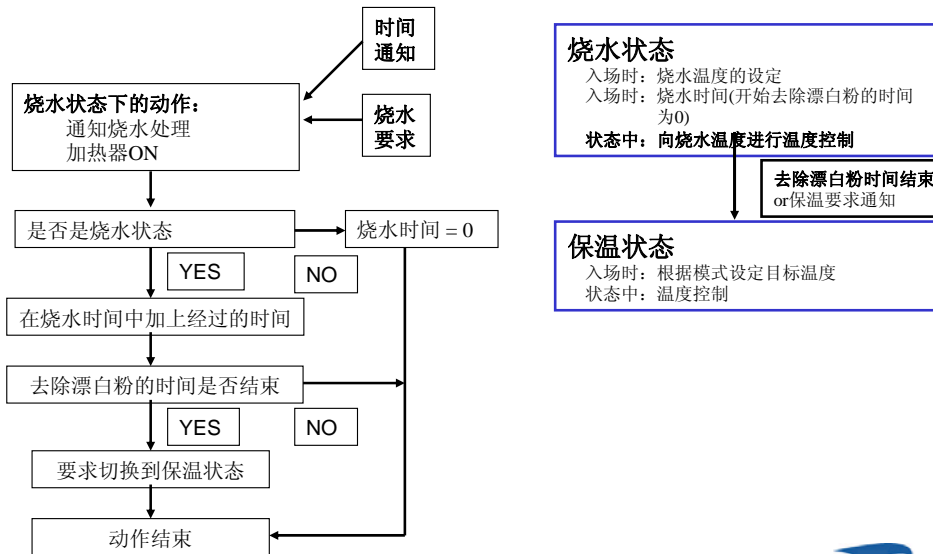 时间
通知
烧水状态下的动作：
通知烧水处理
加热器ON
烧水
要求
是否是烧水状态
烧水时间 = 0
YES
NO
在烧水时间中加上经过的时间
去除漂白粉的时间是否结束
YES
NO
要求切换到保温状态
动作结束
烧水状态
入场时：烧水温度的设定
入场时：烧水时间(开始去除漂白粉的时间
为0)
状态中：向烧水温度进行温度控制
去除漂白粉时间结束
or保温要求通知
保温状态
入场时：根据模式设定目标温度
状态中：温度控制